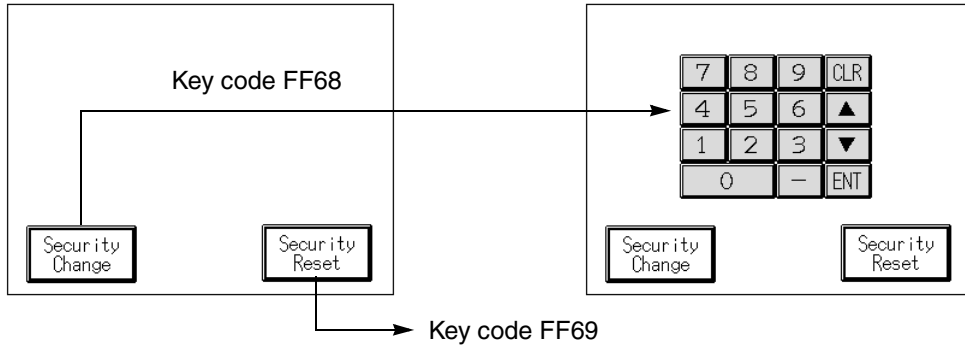 Key code FF68
Security
Change
Security
Reset
Key code FF69
7 8 9 CLR
4 5 6 ▲
1 2 3 ▼
0 - ENT
Security
Change
Security
Reset